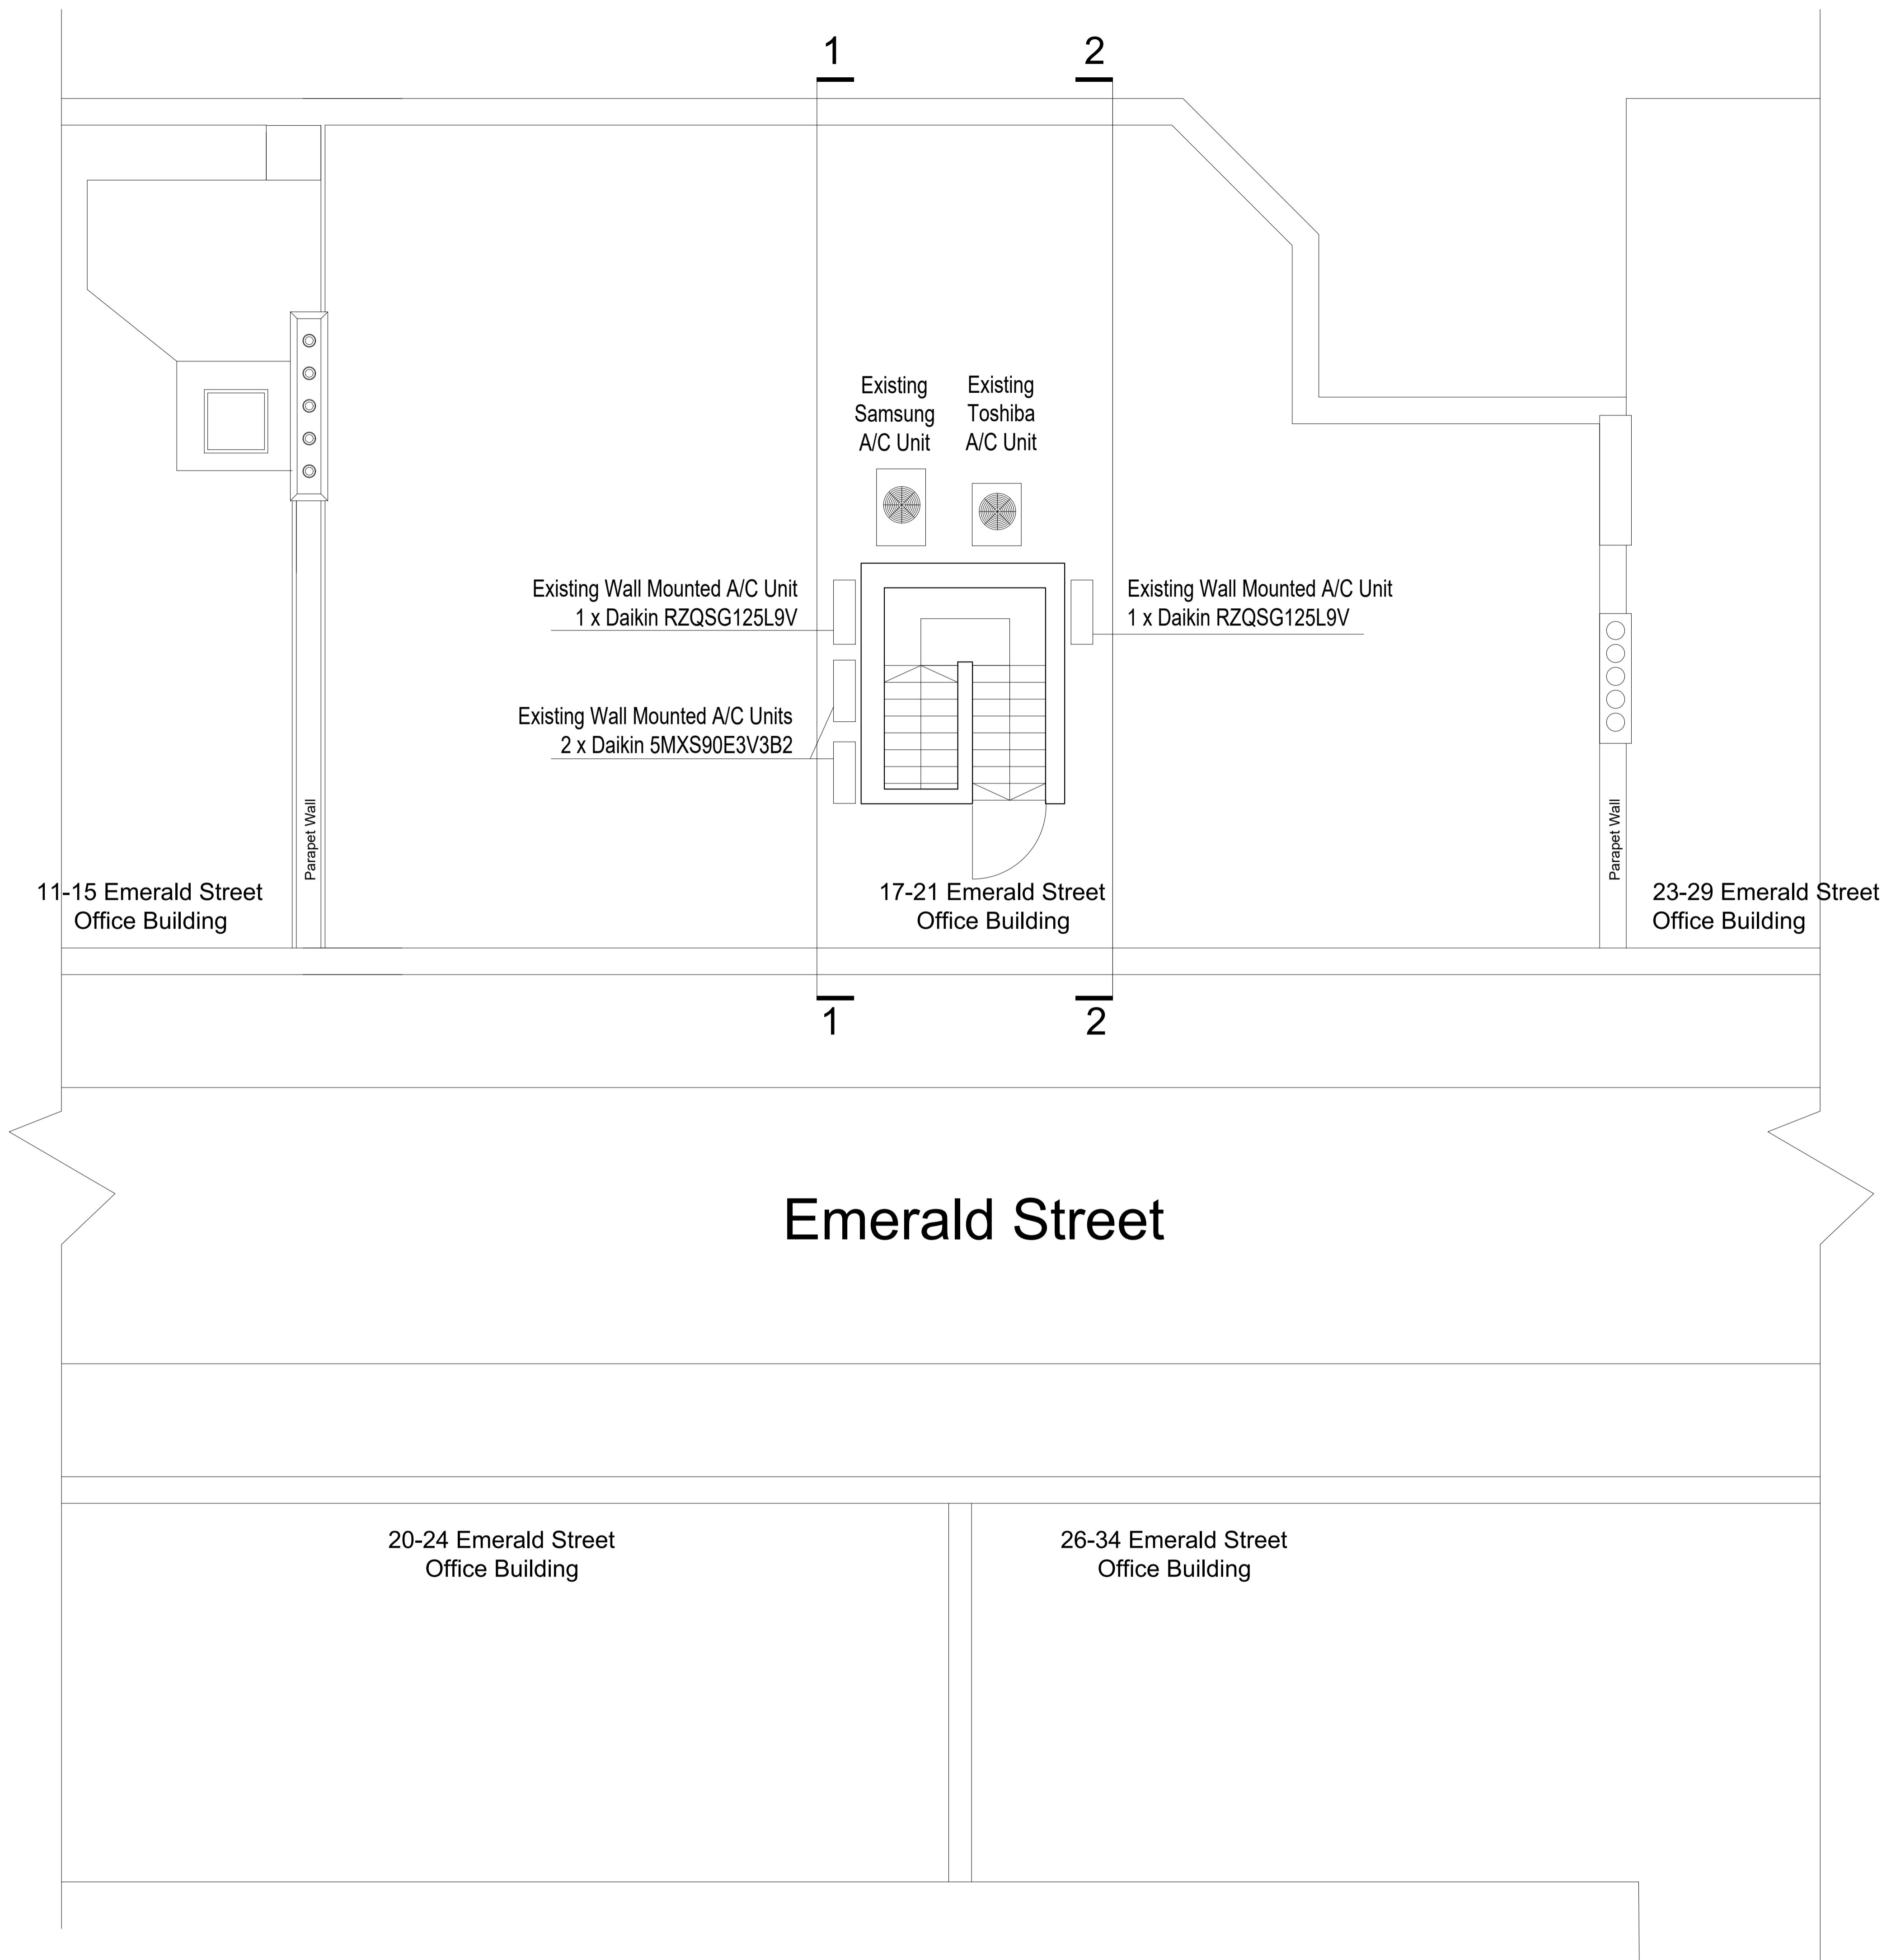 1
2
Existing
Samsung
A/C Unit
Existing
Toshiba
A/C Unit
Existing Wall Mounted A/C Unit
1 x Daikin RZQSG125L9V
Existing Wall Mounted A/C Unit
1 x Daikin RZQSG125L9V
Existing Wall Mounted A/C Units
2 x Daikin 5MXS90E3V3B2
Parapet Wall
Parapet Wall
11-15 Emerald Street
Office Building
17-21 Emerald Street
Office Building
23-29 Emerald Street
Office Building
1
2
Emerald Street
20-24 Emerald Street
Office Building
26-34 Emerald Street
Office Building